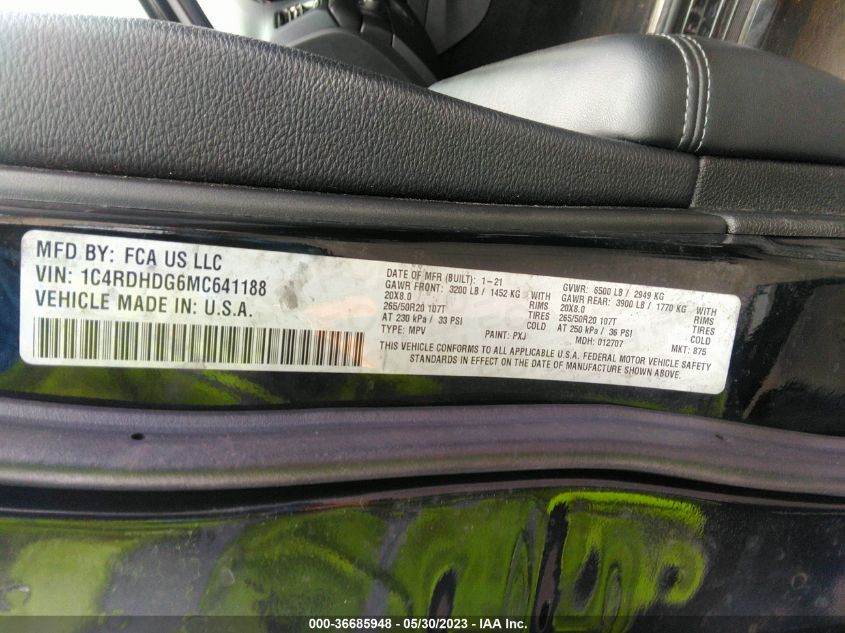 MFD BY: FCA US LLC
VIN: 1C4RDHDG6MC641188
VEHICLE MADE IN: U.S.A.
DATE OF MFR (BUILT): 1-21
GAWR FRONT: 3200 LB / 1452 KG WITH
20X8.0 RIMS
265/50R20 107T TIRES
AT 230 kPa / 33 PSI COLD
TYPE: MPV PAINT: PXJ
GVWR: 6500 LB / 2949 KG
GAWR REAR: 3900 LB / 1770 KG WITH
20X8.0 RIMS
265/50R20 107T TIRES
AT 250 kPa / 36 PSI COLD
MDH: 012707 MKT: 875
THIS VEHICLE CONFORMS TO ALL APPLICABLE U.S.A. FEDERAL MOTOR VEHICLE SAFETY
STANDARDS IN EFFECT ON THE DATE OF MANUFACTURE SHOWN ABOVE.
000-36685948 - 05/30/2023 - IAA Inc.